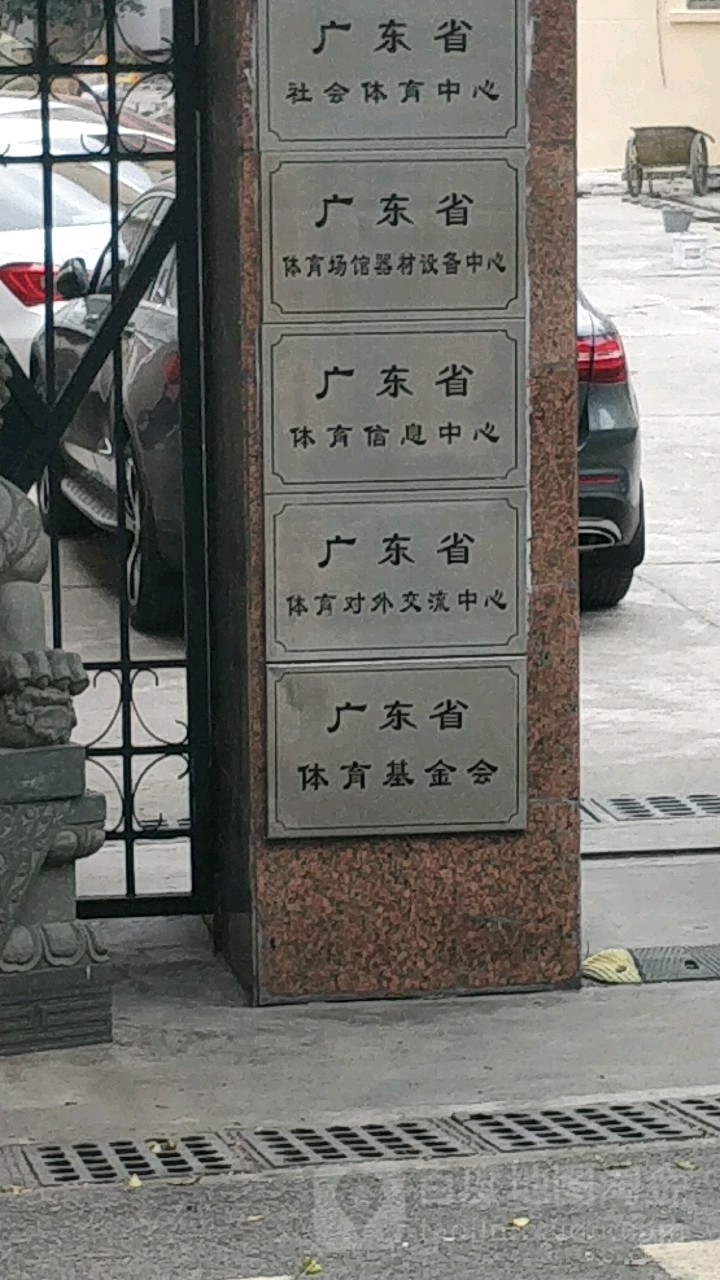 广东省
社会体育中心
广东省
体育场馆器材设备中心
广东省
体育信息中心
广东省
体育对外交流中心
广东省
体育基金会